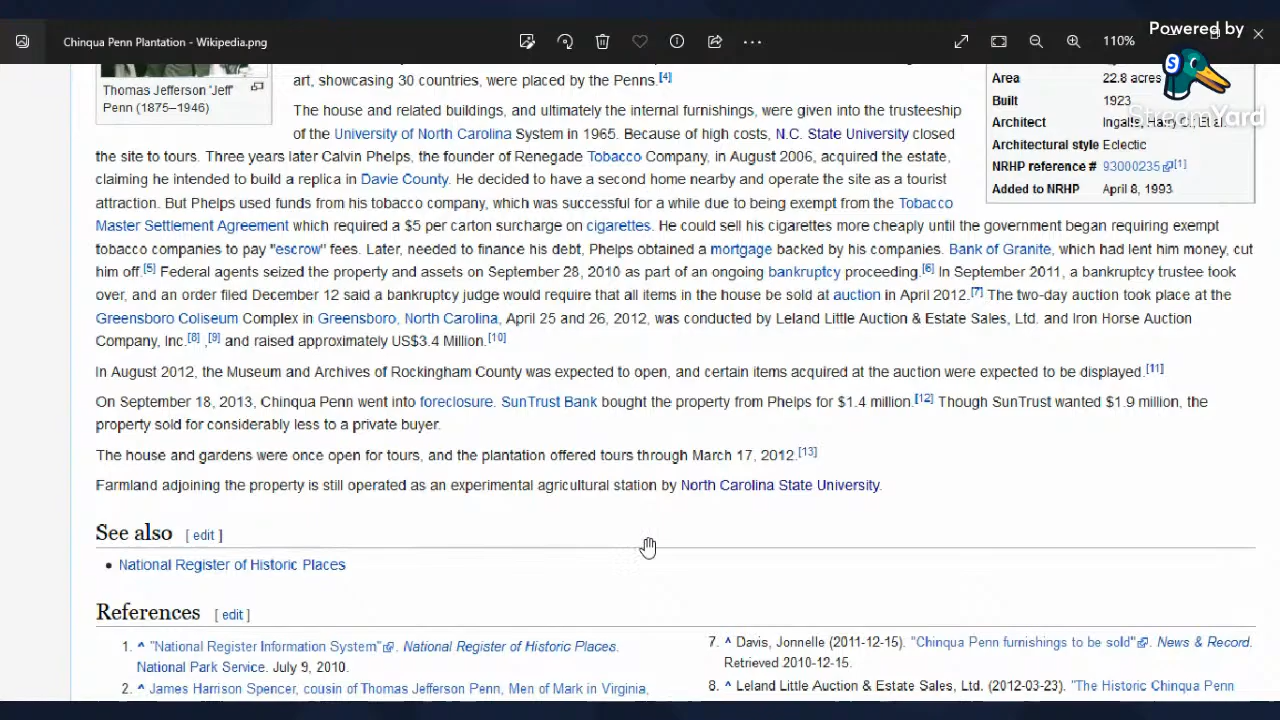 Powered by
StreamYard
Chinqua Penn Plantation - Wikipedia.png
110%
Thomas Jefferson 'Jeff'
Penn (1875–1946)
art, showcasing 30 countries, were placed by the Penns.[4]
The house and related buildings, and ultimately the internal furnishings, were given into the trusteeship
of the University of North Carolina System in 1965. Because of high costs, N.C. State University closed
the site to tours. Three years later Calvin Phelps, the founder of Renegade Tobacco Company, in August 2006, acquired the estate,
claiming he intended to build a replica in Davie County. He decided to have a second home nearby and operate the site as a tourist
attraction. But Phelps used funds from his tobacco company, which was successful for a while due to being exempt from the Tobacco
Master Settlement Agreement which required a $5 per carton surcharge on cigarettes. He could sell his cigarettes more cheaply until the government began requiring exempt
tobacco companies to pay "escrow" fees. Later, needed to finance his debt, Phelps obtained a mortgage backed by his companies. Bank of Granite, which had lent him money, cut
him off.[5] Federal agents seized the property and assets on September 28, 2010 as part of an ongoing bankruptcy proceeding.[6] In September 2011, a bankruptcy trustee took
over, and an order filed December 12 said a bankruptcy judge would require that all items in the house be sold at auction in April 2012.[7] The two-day auction took place at the
Greensboro Coliseum Complex in Greensboro, North Carolina, April 25 and 26, 2012, was conducted by Leland Little Auction & Estate Sales, Ltd. and Iron Horse Auction
Company, Inc.[8] ,[9] and raised approximately US$3.4 Million.[10]
In August 2012, the Museum and Archives of Rockingham County was expected to open, and certain items acquired at the auction were expected to be displayed.[11]
On September 18, 2013, Chinqua Penn went into foreclosure. SunTrust Bank bought the property from Phelps for $1.4 million.[12] Though SunTrust wanted $1.9 million, the
property sold for considerably less to a private buyer.
The house and gardens were once open for tours, and the plantation offered tours through March 17, 2012.[13]
Farmland adjoining the property is still operated as an experimental agricultural station by North Carolina State University.
Area 22.8 acres
Built 1923
Architect Ingalls, Harry C.; Et al.
Architectural style Eclectic
NRHP reference # 93000235[1]
Added to NRHP April 8, 1993
See also [ edit ]
• National Register of Historic Places
References [ edit ]
1. ^ "National Register Information System". National Register of Historic Places.
National Park Service. July 9, 2010.
2. ^ James Harrison Spencer, cousin of Thomas Jefferson Penn, Men of Mark in Virginia,
7. ^ Davis, Jonnelle (2011-12-15). "Chinqua Penn furnishings to be sold". News & Record.
Retrieved 2010-12-15.
8. ^ Leland Little Auction & Estate Sales, Ltd. (2012-03-23). "The Historic Chinqua Penn